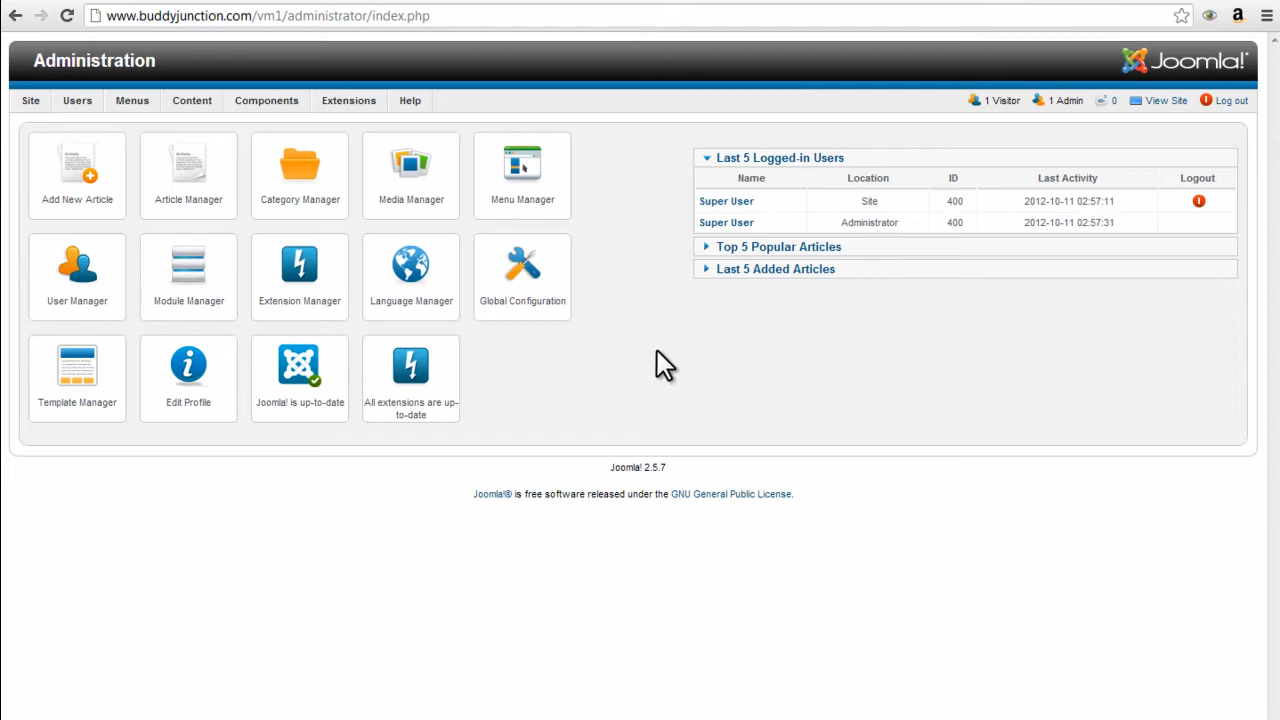 www.buddyjunction.com/vm1/administrator/index.php
Administration
Joomla!
Site Users Menus Content Components Extensions Help
1 Visitor 1 Admin 0 View Site Log out
Add New Article Article Manager Category Manager Media Manager Menu Manager
User Manager Module Manager Extension Manager Language Manager Global Configuration
Template Manager Edit Profile Joomla! is up-to-date All extensions are up-
to-date
Last 5 Logged-in Users
Name Location ID Last Activity Logout
Super User Site 400 2012-10-11 02:57:11
Super User Administrator 400 2012-10-11 02:57:31
Top 5 Popular Articles
Last 5 Added Articles
Joomla! 2.5.7
Joomla!® is free software released under the GNU General Public License.